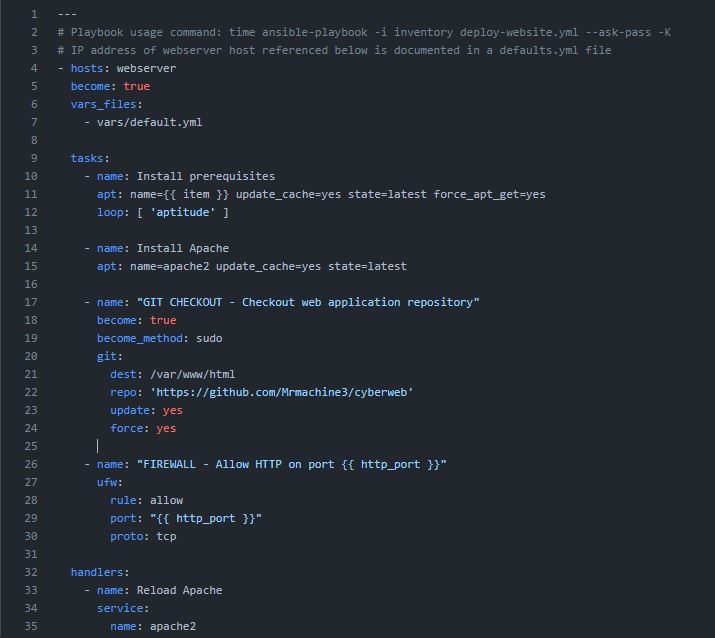 1 ---
2 # Playbook usage command: time ansible-playbook -i inventory deploy-website.yml --ask-pass -K
3 # IP address of webserver host referenced below is documented in a defaults.yml file
4 - hosts: webserver
5   become: true
6   vars_files:
7     - vars/default.yml
8
9   tasks:
10     - name: Install prerequisites
11       apt: name={{ item }} update_cache=yes state=latest force_apt_get=yes
12       loop: [ 'aptitude' ]
13
14     - name: Install Apache
15       apt: name=apache2 update_cache=yes state=latest
16
17     - name: "GIT CHECKOUT - Checkout web application repository"
18       become: true
19       become_method: sudo
20       git:
21         dest: /var/www/html
22         repo: 'https://github.com/Mrmachine3/cyberweb'
23         update: yes
24         force: yes
25
26     - name: "FIREWALL - Allow HTTP on port {{ http_port }}"
27       ufw:
28         rule: allow
29         port: "{{ http_port }}"
30         proto: tcp
31
32   handlers:
33     - name: Reload Apache
34       service:
35         name: apache2